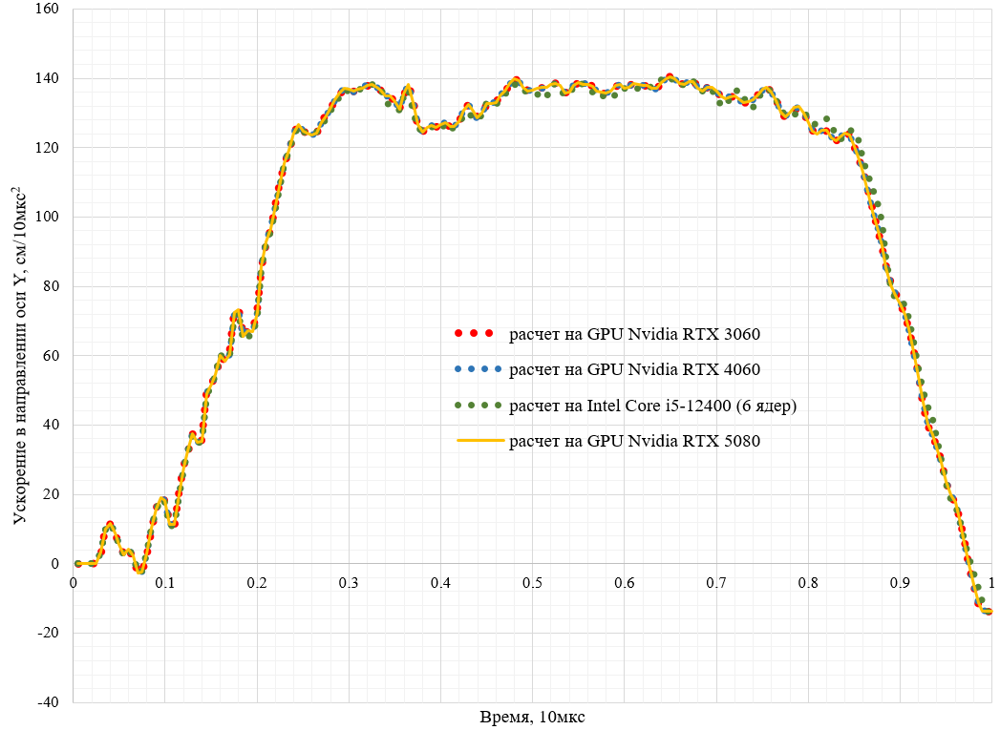 160
140
120
100
80
60
40
20
0
-20
-40
0 0.1 0.2 0.3 0.4 0.5 0.6 0.7 0.8 0.9 1
Ускорение в направлении оси Y, см/10мкс²
Время, 10мкс
расчет на GPU Nvidia RTX 3060
расчет на GPU Nvidia RTX 4060
расчет на Intel Core i5-12400 (6 ядер)
расчет на GPU Nvidia RTX 5080